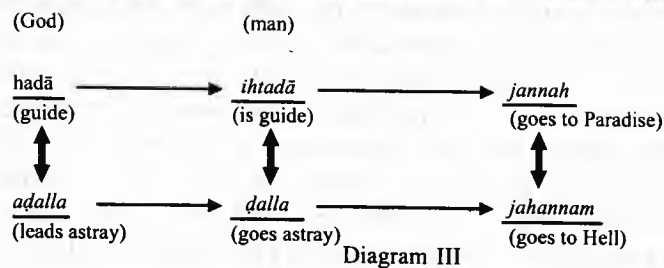 (God) (man)
hadā ihtadā jannah
(guide) (is guide) (goes to Paradise)
aḍalla ḍalla jahannam
(leads astray) (goes astray) (goes to Hell)
Diagram III